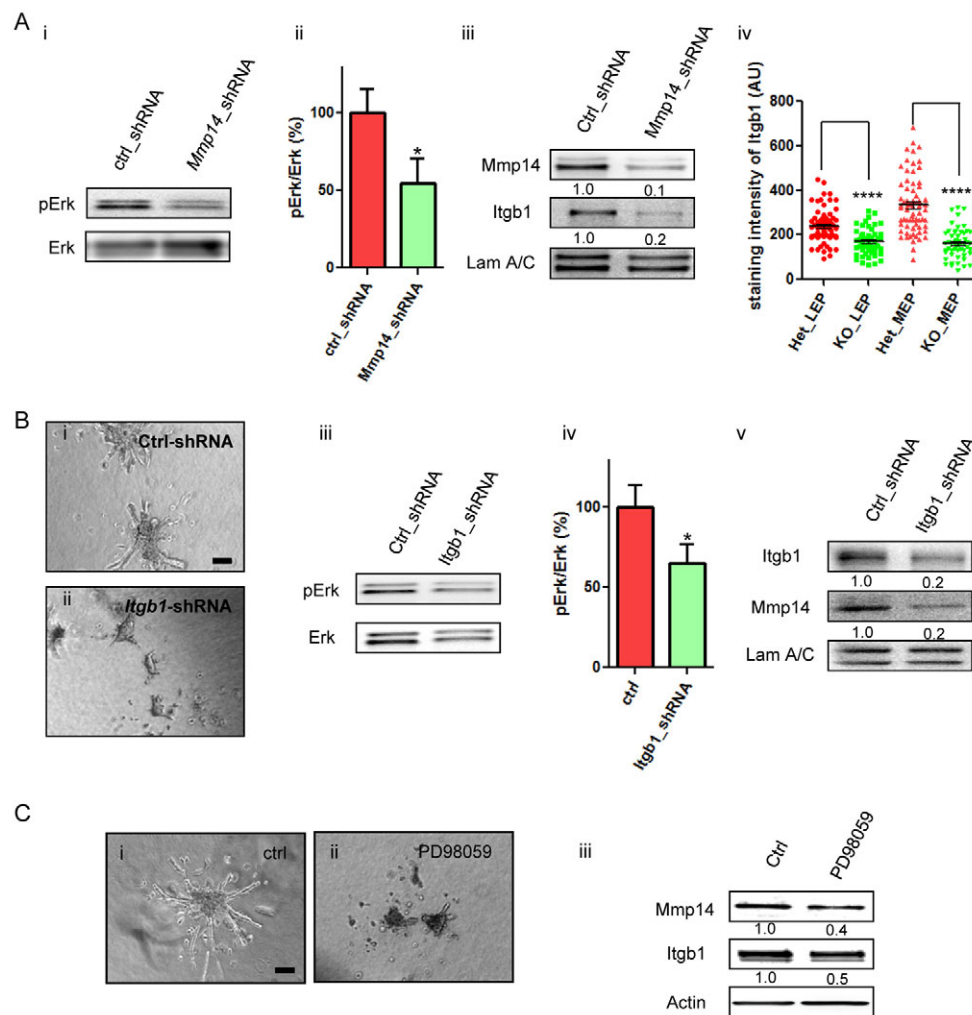 A
i
ctrl_shRNA
Mmp14_shRNA
pErk
Erk
ii
pErk/Erk (%)
100
50
0
*
ctrl_shRNA
Mmp14_shRNA
iii
Ctrl_shRNA
Mmp14_shRNA
Mmp14
1.0 0.1
Itgb1
1.0 0.2
Lam A/C
iv
staining intensity of Itgb1 (AU)
800
600
400
200
0
****
****
Het_LEP
KO_LEP
Het_MEP
KO_MEP
B
i
Ctrl-shRNA
ii
Itgb1-shRNA
iii
Ctrl_shRNA
Itgb1_shRNA
pErk
Erk
iv
pErk/Erk (%)
100
50
0
*
ctrl
Itgb1_shRNA
v
Ctrl_shRNA
Itgb1_shRNA
Itgb1
1.0 0.2
Mmp14
1.0 0.2
Lam A/C
C
i
ctrl
ii
PD98059
iii
Ctrl
PD98059
Mmp14
1.0 0.4
Itgb1
1.0 0.5
Actin